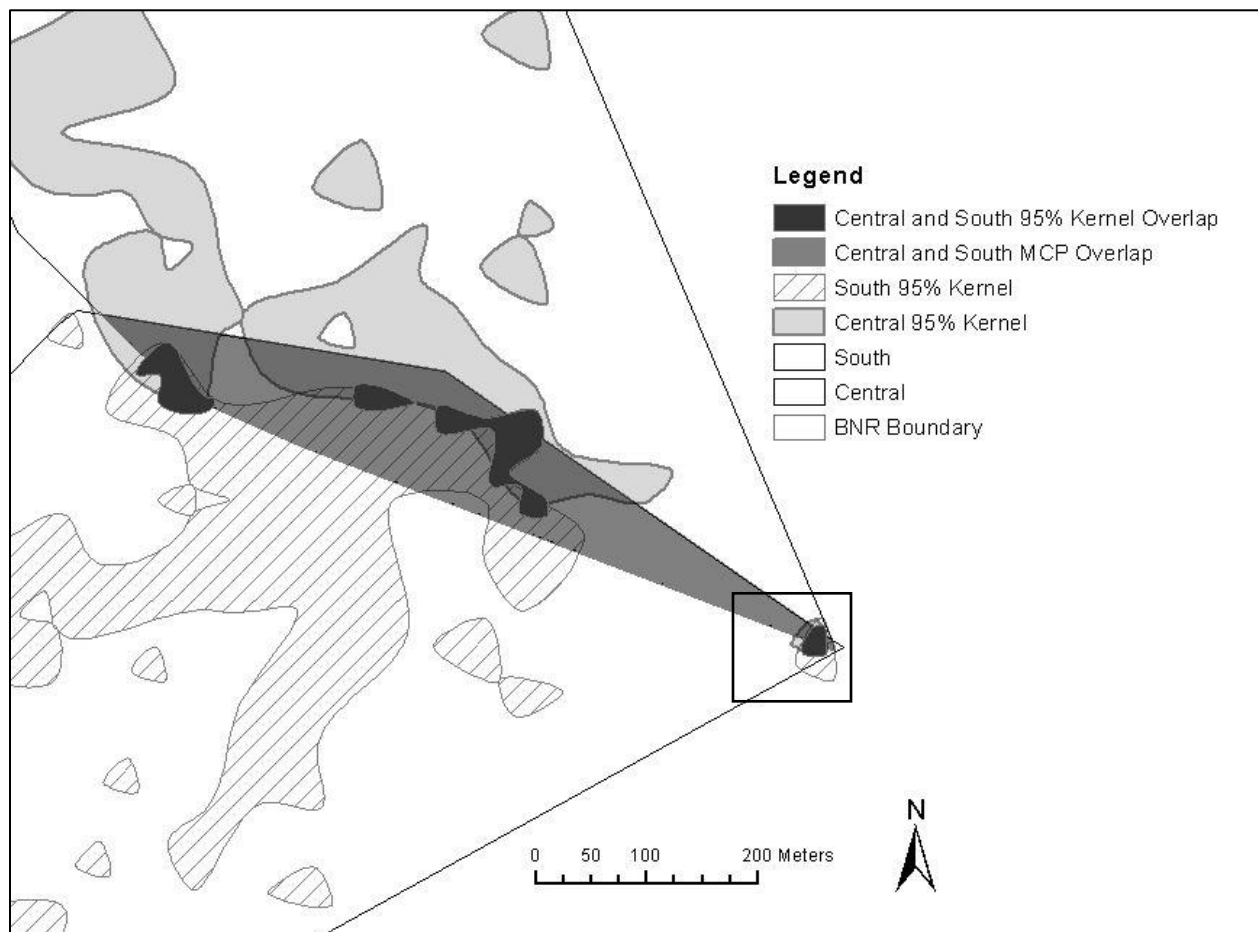 Legend
Central and South 95% Kernel Overlap
Central and South MCP Overlap
South 95% Kernel
Central 95% Kernel
South
Central
BNR Boundary
N
0 50 100 200 Meters